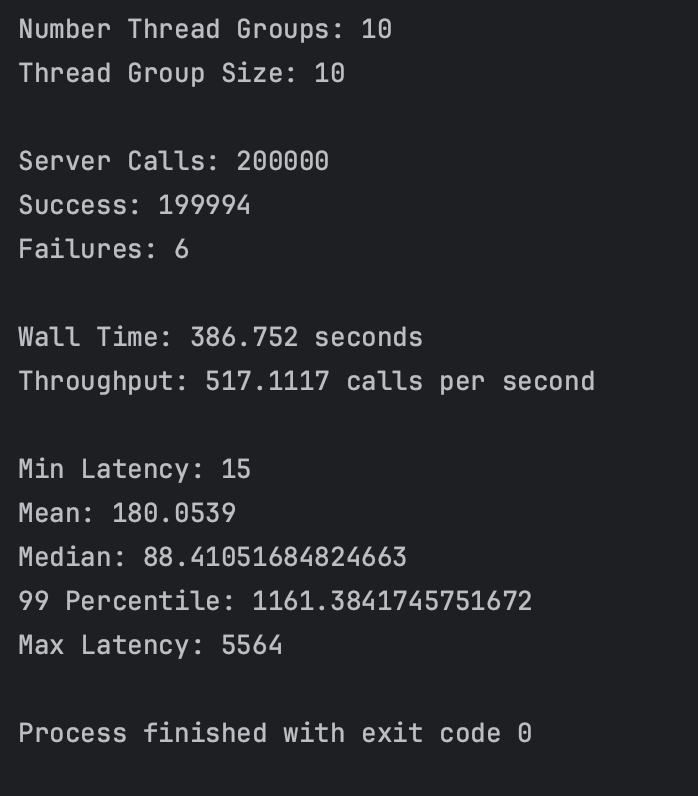 Number Thread Groups: 10
Thread Group Size: 10
Server Calls: 200000
Success: 199994
Failures: 6
Wall Time: 386.752 seconds
Throughput: 517.1117 calls per second
Min Latency: 15
Mean: 180.0539
Median: 88.41051684824663
99 Percentile: 1161.3841745751672
Max Latency: 5564
Process finished with exit code 0